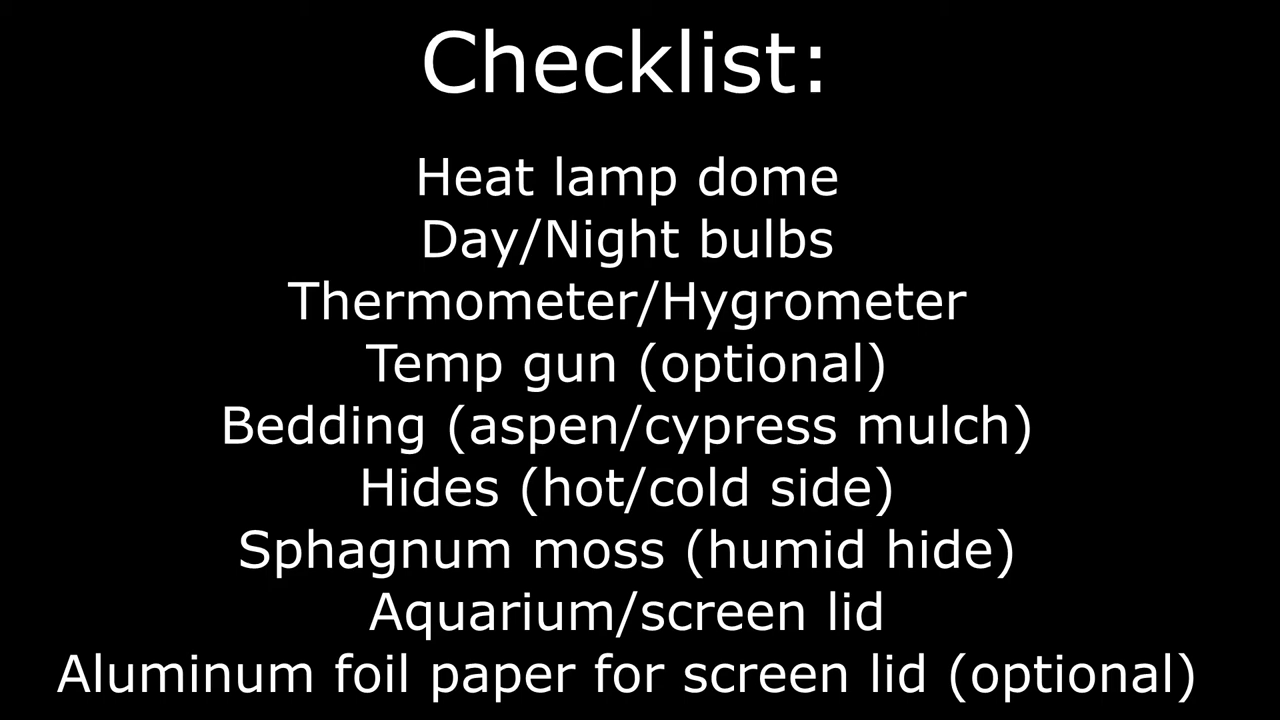 Checklist:
Heat lamp dome
Day/Night bulbs
Thermometer/Hygrometer
Temp gun (optional)
Bedding (aspen/cypress mulch)
Hides (hot/cold side)
Sphagnum moss (humid hide)
Aquarium/screen lid
Aluminum foil paper for screen lid (optional)